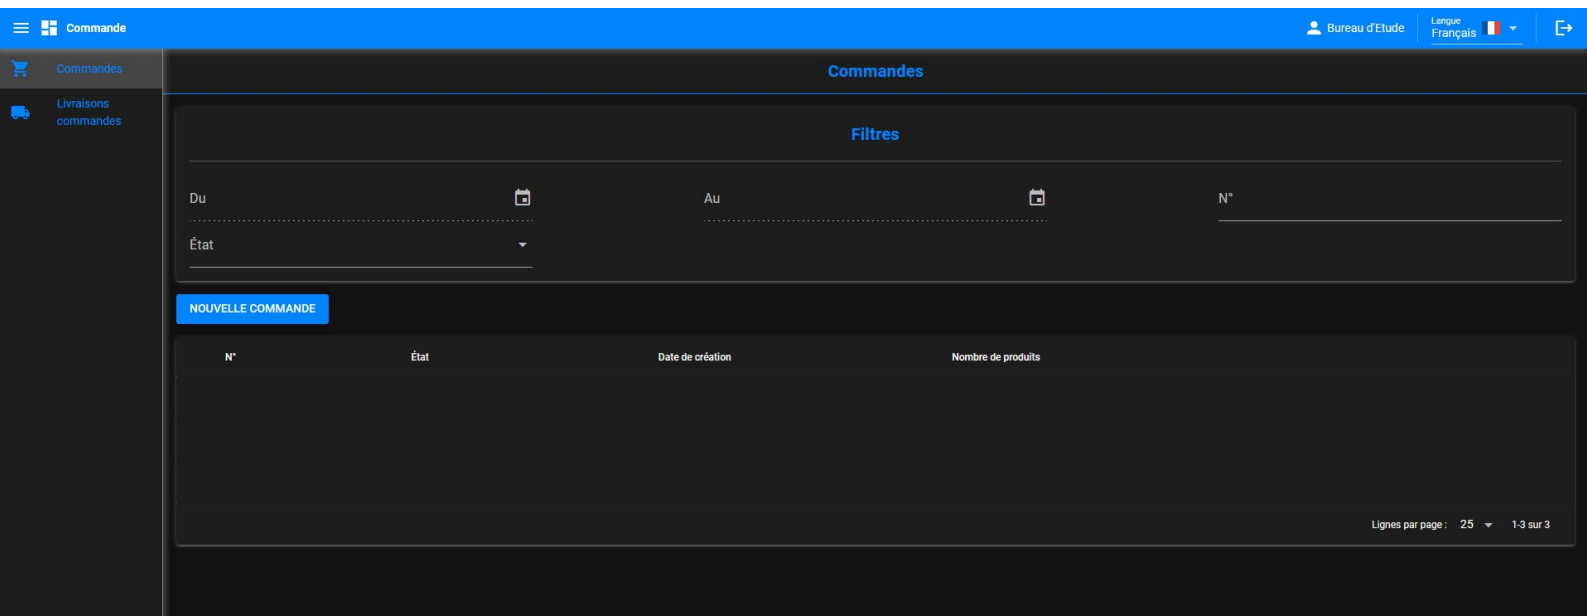 Commande
Bureau d'Etude
Langue
Français
Commandes
Livraisons
commandes
Commandes
Filtres
Du
Au
N°
État
NOUVELLE COMMANDE
N° État Date de création Nombre de produits
Lignes par page : 25 1-3 sur 3